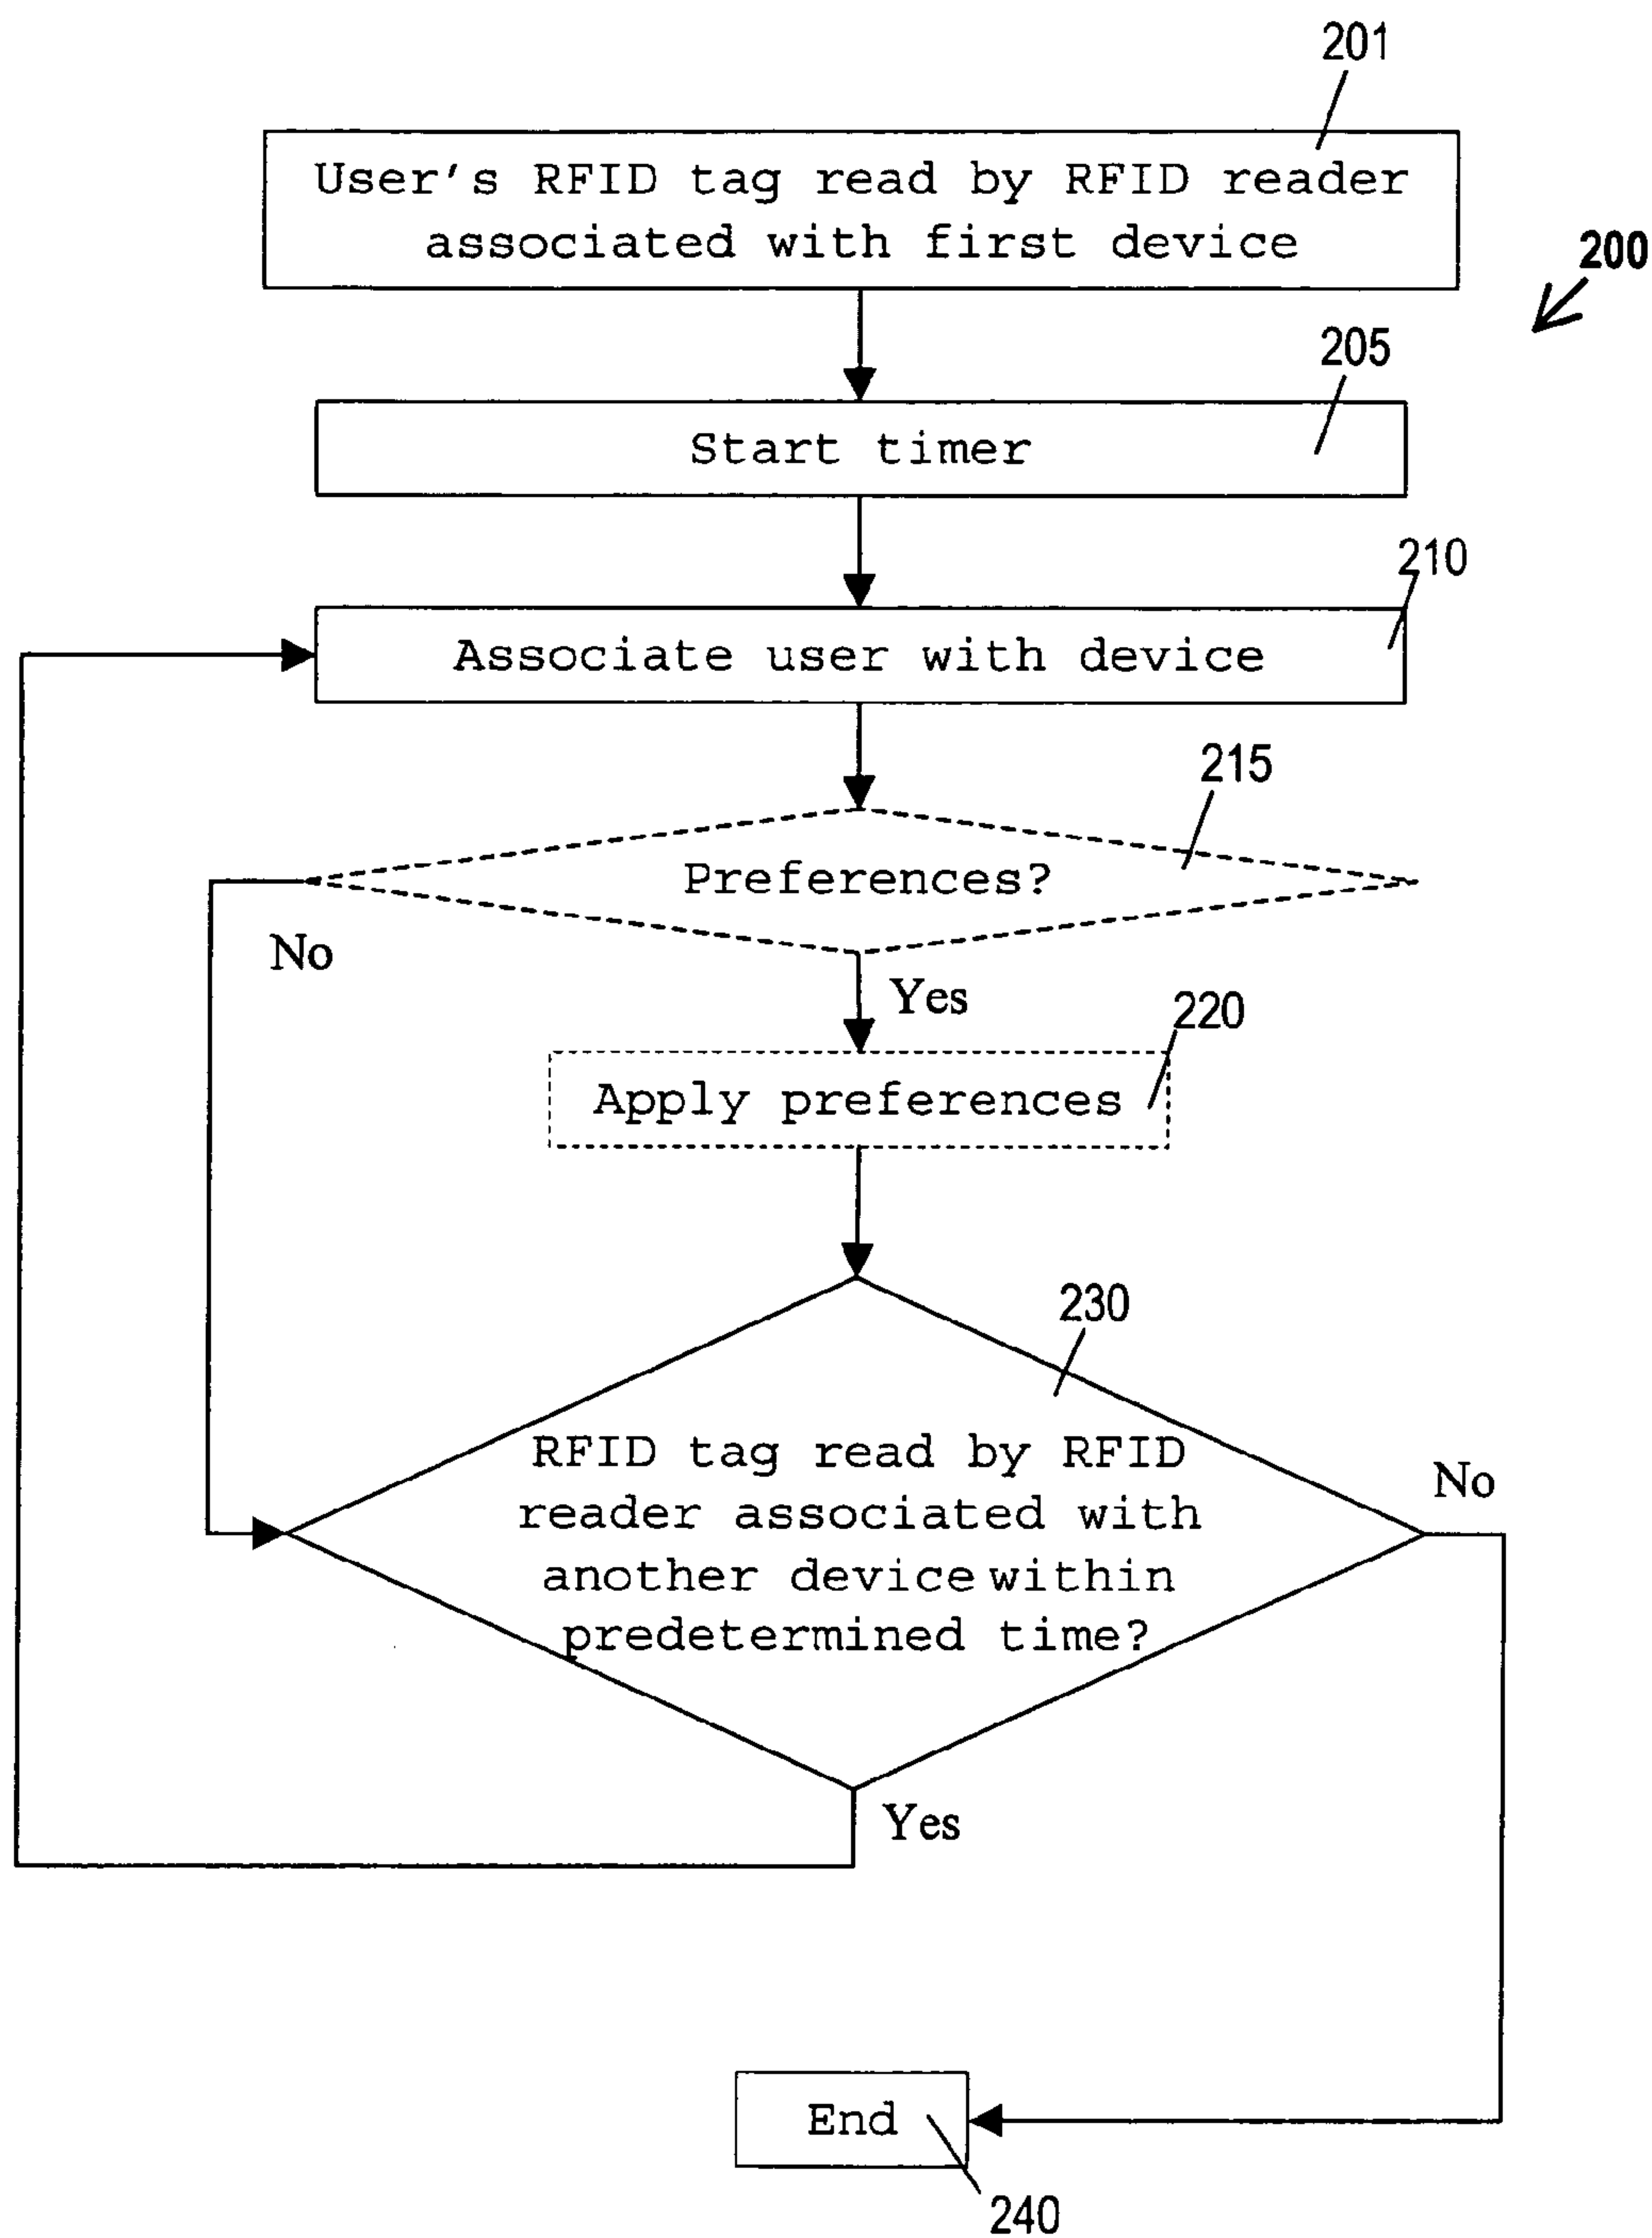 201
User's RFID tag read by RFID reader
associated with first device
200
205
Start timer
210
Associate user with device
215
Preferences?
No
Yes
220
Apply preferences
230
RFID tag read by RFID
reader associated with
another device within
predetermined time?
No
Yes
End
240